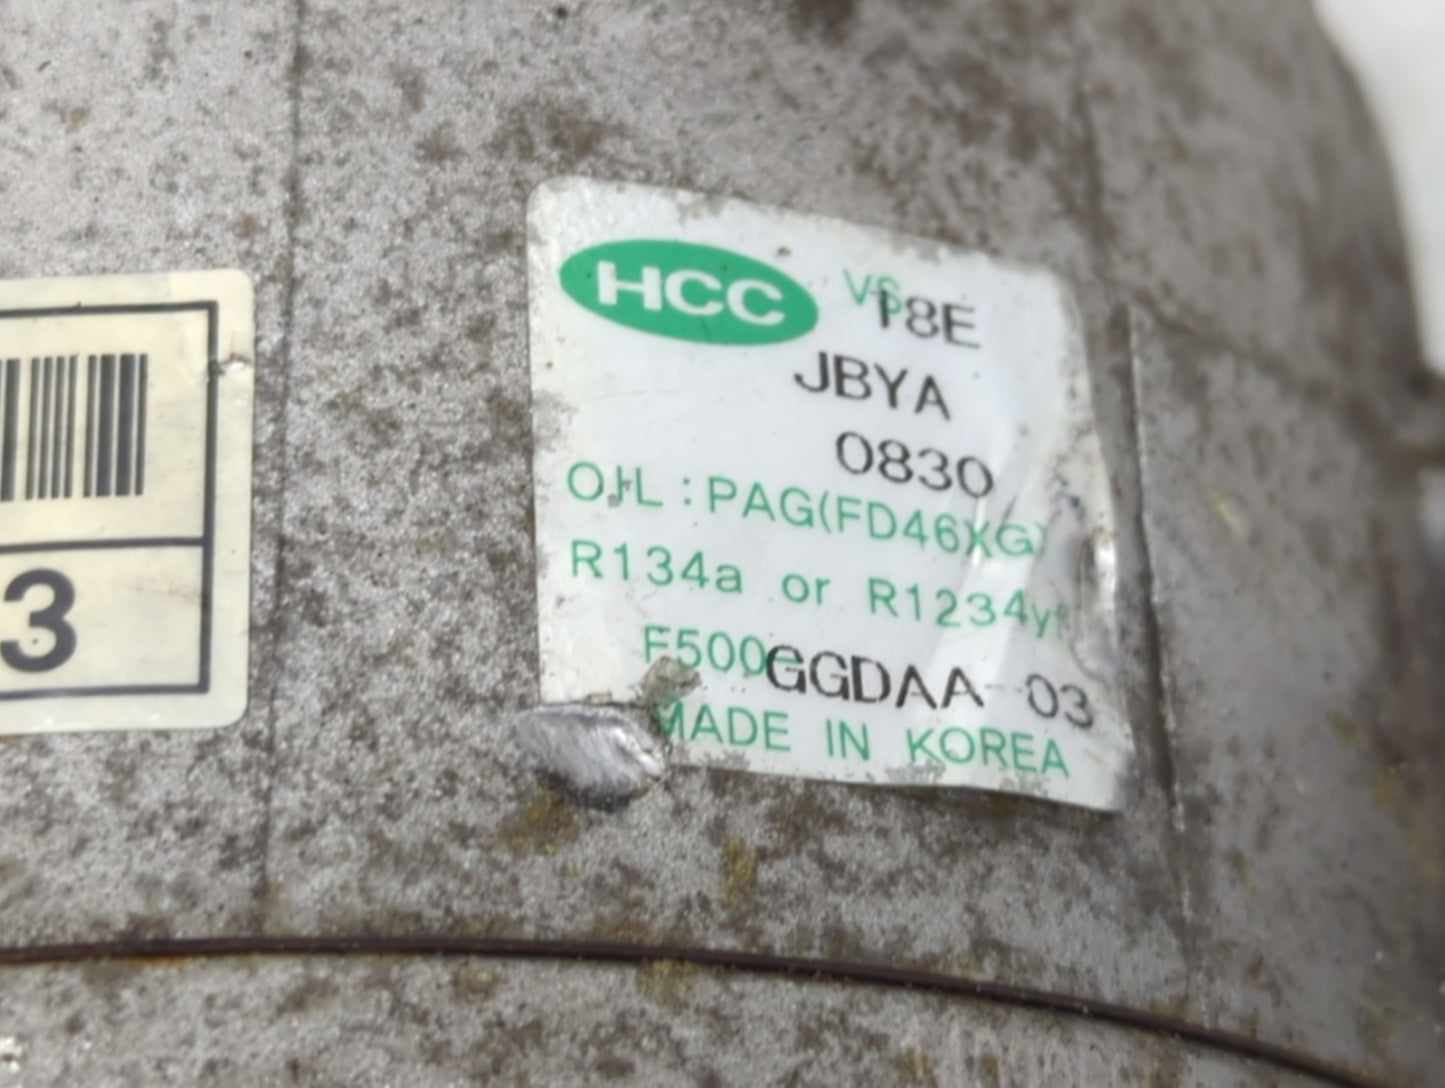 HCC VS18E
JBYA
0830
OIL : PAG(FD46XG)
R134a or R1234yf
F500 GGDAA-03
MADE IN KOREA
3